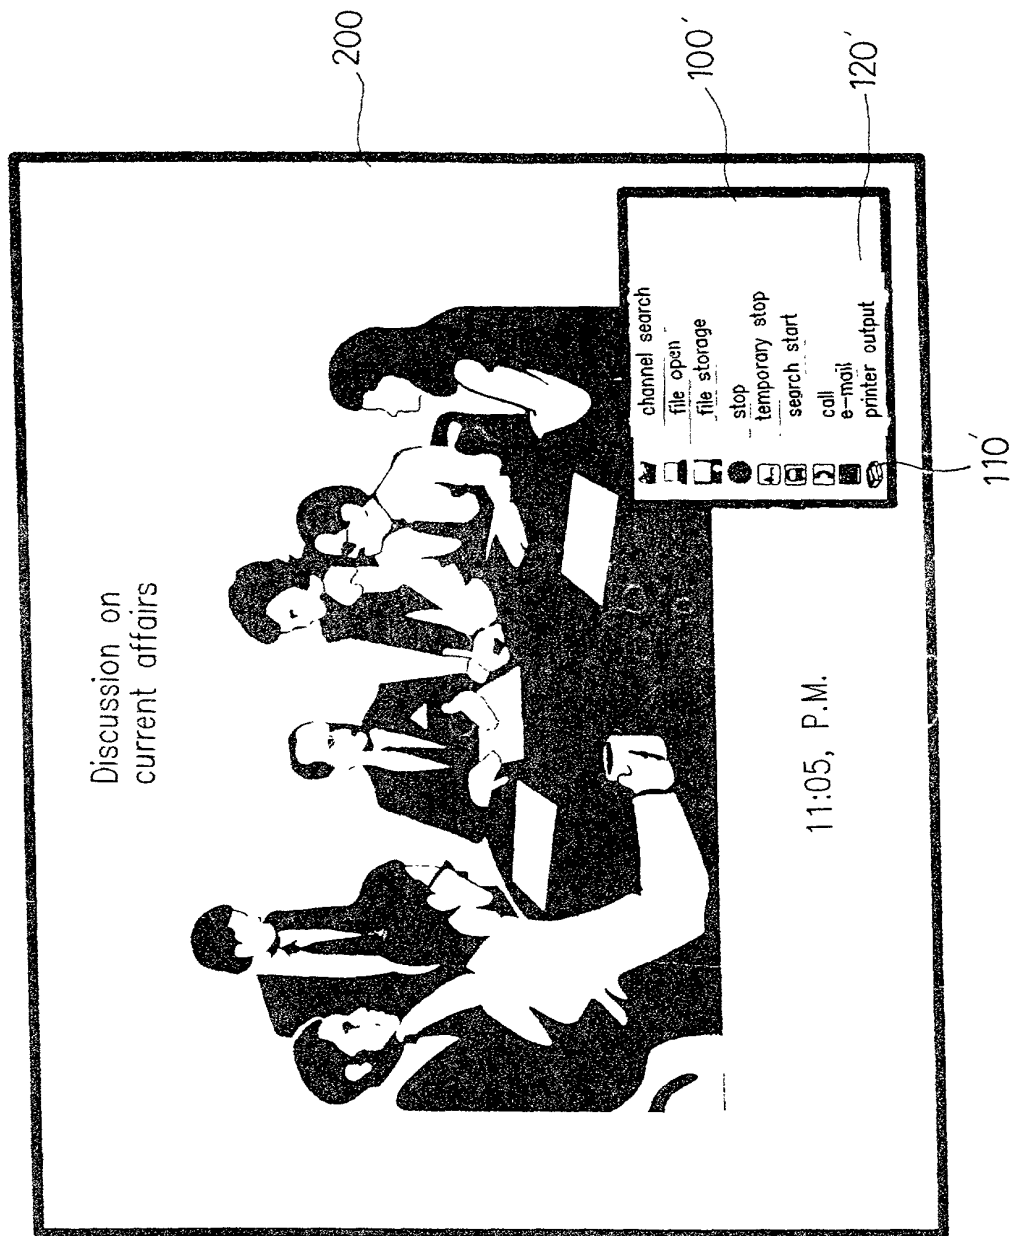 Discussion on
current affairs
channel search
file open
file storage
stop
temporary stop
search start
call
e-mail
printer output
11:05, P.M.
200
100′
120′
110′